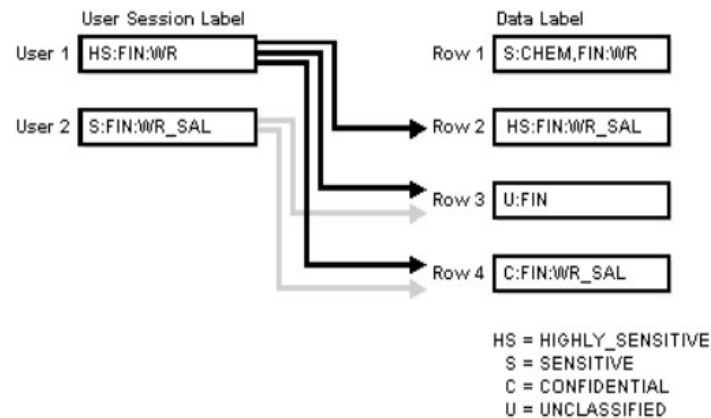 User Session Label
Data Label
User 1 HS:FIN:WR
Row 1 S:CHEM,FIN:WR
User 2 S:FIN:WR_SAL
Row 2 HS:FIN:WR_SAL
Row 3 U:FIN
Row 4 C:FIN:WR_SAL
HS = HIGHLY_SENSITIVE
S = SENSITIVE
C = CONFIDENTIAL
U = UNCLASSIFIED